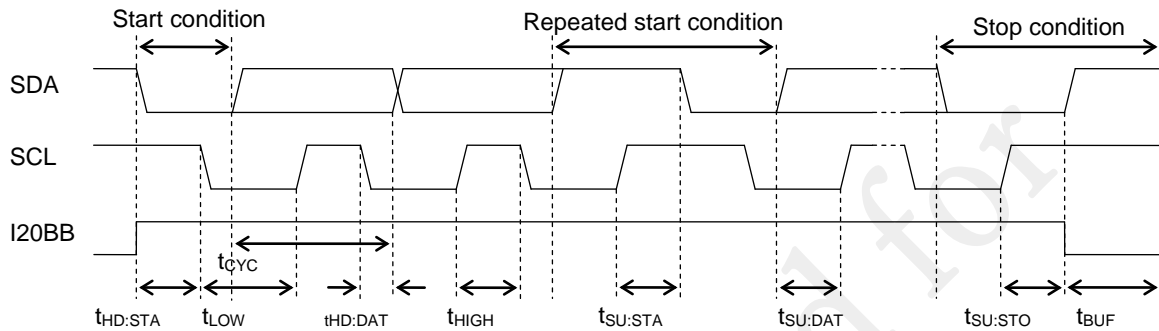 Start condition
Repeated start condition
Stop condition
SDA
SCL
I20BB
tCYC
tHD:STA tLOW tHD:DAT tHIGH tSU:STA tSU:DAT tSU:STO tBUF
d for